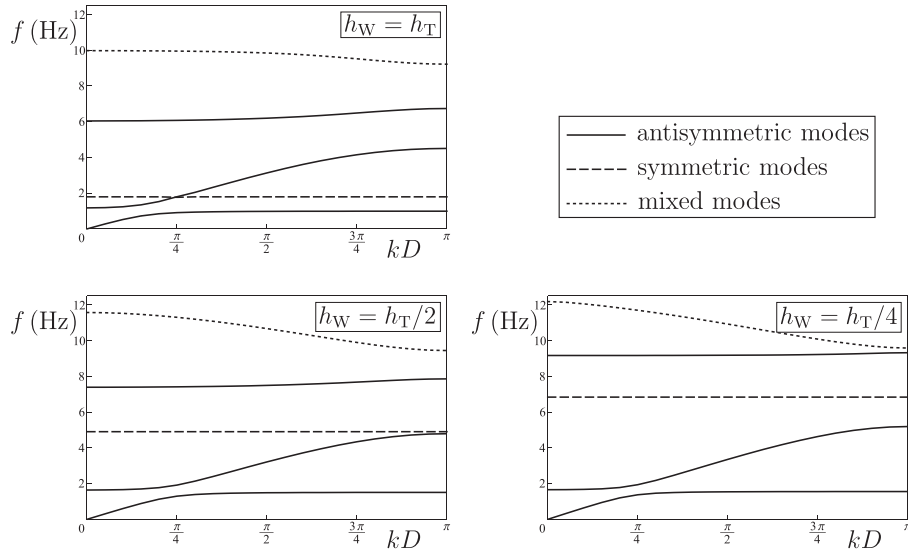 f (Hz)
h_W = h_T
12
10
8
6
4
2
0
π/4
π/2
3π/4
π
kD
antisymmetric modes
symmetric modes
mixed modes
f (Hz)
h_W = h_T/2
12
10
8
6
4
2
0
π/4
π/2
3π/4
π
kD
f (Hz)
h_W = h_T/4
12
10
8
6
4
2
0
π/4
π/2
3π/4
π
kD